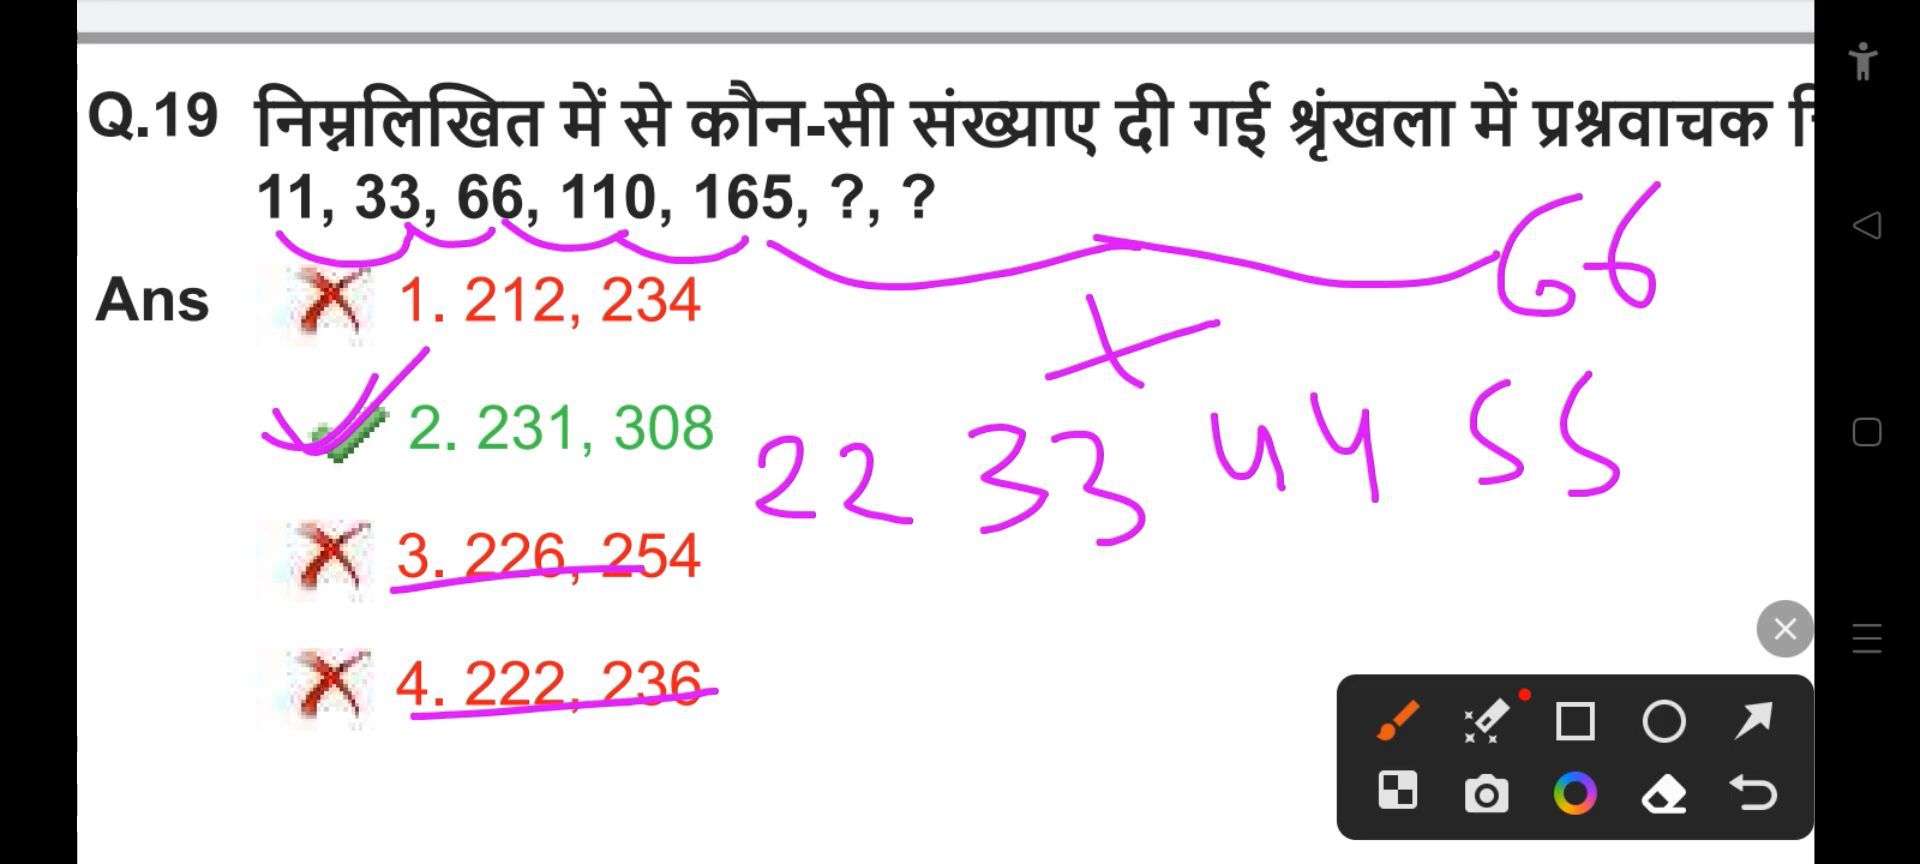 Q.19 निम्नलिखित में से कौन-सी संख्याए दी गई श्रृंखला में प्रश्नवाचक
11, 33, 66, 110, 165, ?, ?
66
Ans 1. 212, 234
+
2. 231, 308
22 33 44 55
3. 226, 254
4. 222, 236